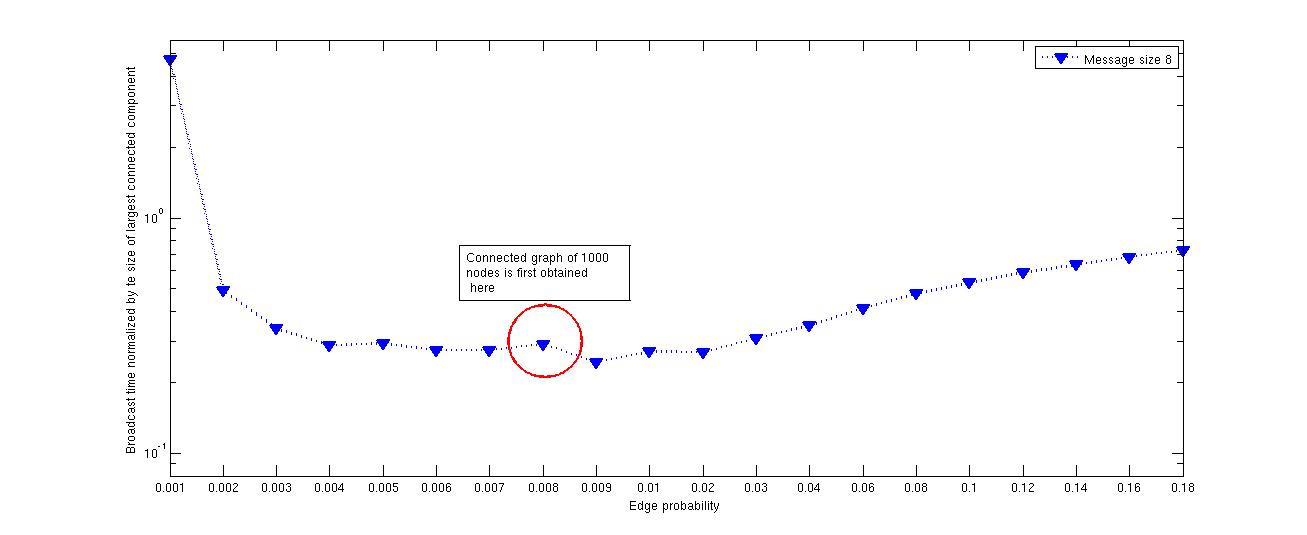 Message size 8
Broadcast time normalized by te size of largest connected component
10^0
10^-1
Connected graph of 1000
nodes is first obtained
here
0.001 0.002 0.003 0.004 0.005 0.006 0.007 0.008 0.009 0.01 0.02 0.03 0.04 0.06 0.08 0.1 0.12 0.14 0.16 0.18
Edge probability